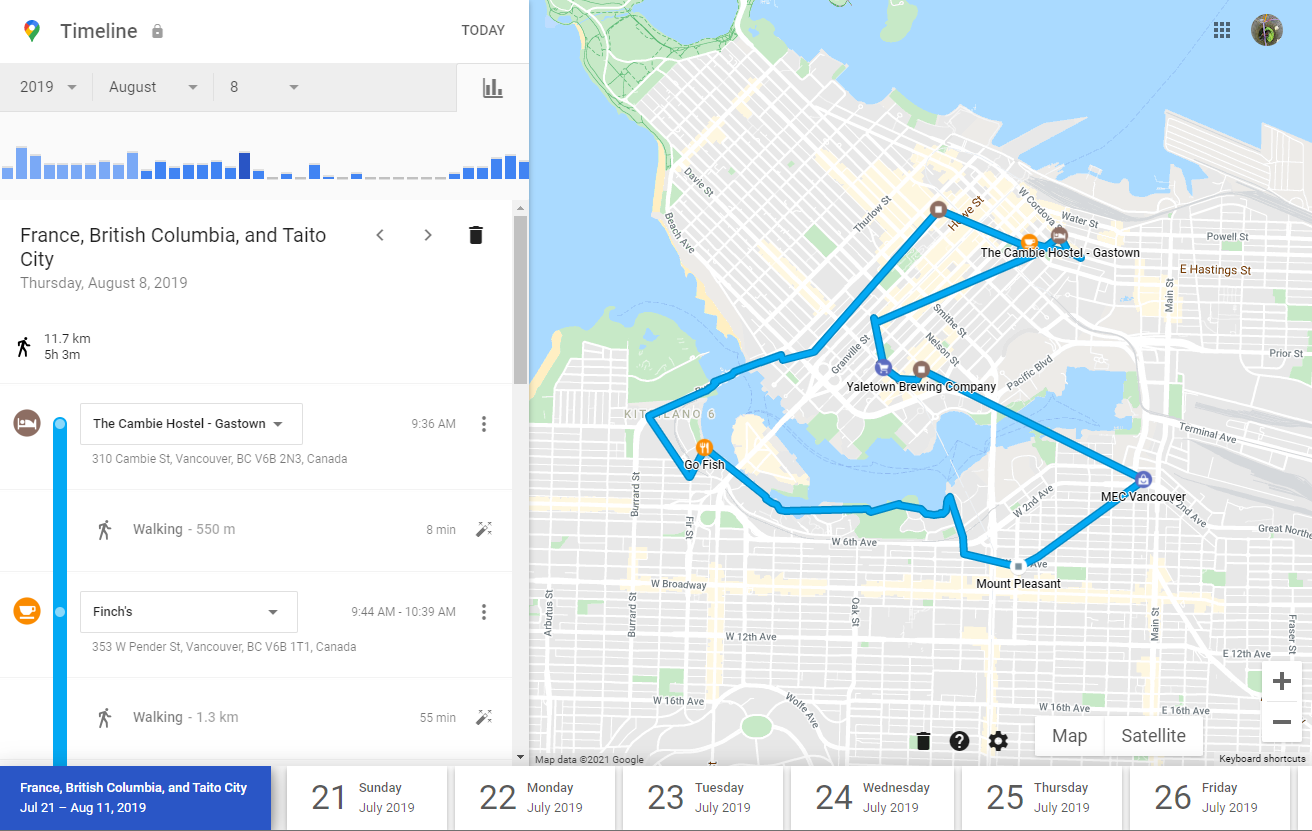 Timeline
TODAY
2019
August
8
France, British Columbia, and Taito
City
Thursday, August 8, 2019
11.7 km
5h 3m
The Cambie Hostel - Gastown
9:36 AM
310 Cambie St, Vancouver, BC V6B 2N3, Canada
Walking - 550 m
8 min
Finch's
9:44 AM - 10:39 AM
353 W Pender St, Vancouver, BC V6B 1T1, Canada
Walking - 1.3 km
55 min
Davie St
Beach Ave
Thurlow St
Howe St
W Cordova St
Water St
Powell St
The Cambie Hostel - Gastown
E Hastings St
Main St
Smithe St
Nelson St
Granville St
Pacific Blvd
Prior St
Yaletown Brewing Company
KITSILANO 6
Terminal Ave
Go Fish
MEC Vancouver
Burrard St
W 2nd Ave
2nd Ave
Fir St
Great Northe
W 6th Ave
Ave
Mount Pleasant
W Broadway
Arbutus St
Burrard St
Oak St
Main St
Fraser St
W 12th Ave
E 12th Ave
W 16th Ave
Wolfe Ave
W 16th Ave
E 16th Ave
Map
Satellite
Map data ©2021 Google
Keyboard shortcuts
France, British Columbia, and Taito City
Jul 21 – Aug 11, 2019
21 Sunday
July 2019
22 Monday
July 2019
23 Tuesday
July 2019
24 Wednesday
July 2019
25 Thursday
July 2019
26 Friday
July 2019